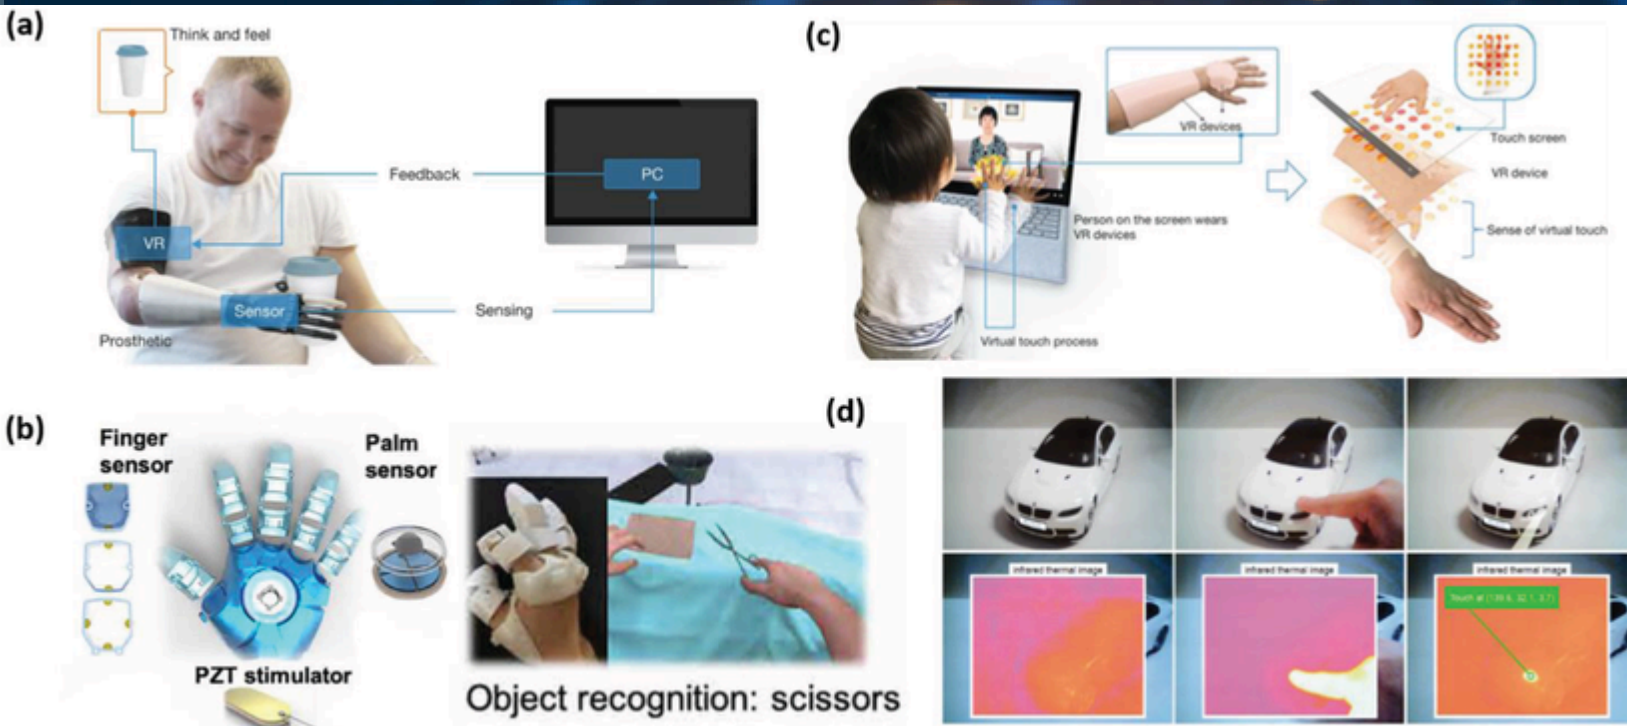 (a)
Think and feel
Feedback
PC
VR
Sensor
Sensing
Prosthetic
(b)
Finger
sensor
Palm
sensor
PZT stimulator
Object recognition: scissors
(c)
VR devices
Person on the screen wears
VR devices
Virtual touch process
Touch screen
VR device
Sense of virtual touch
(d)
infrared thermal image
infrared thermal image
infrared thermal image